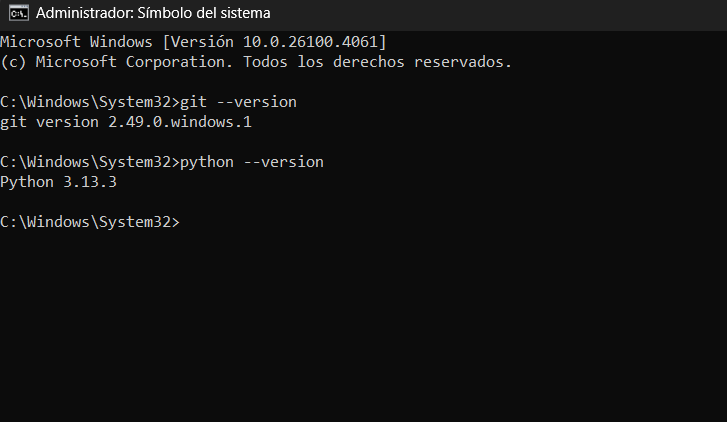 Administrador: Símbolo del sistema
Microsoft Windows [Versión 10.0.26100.4061]
(c) Microsoft Corporation. Todos los derechos reservados.
C:\Windows\System32>git --version
git version 2.49.0.windows.1
C:\Windows\System32>python --version
Python 3.13.3
C:\Windows\System32>